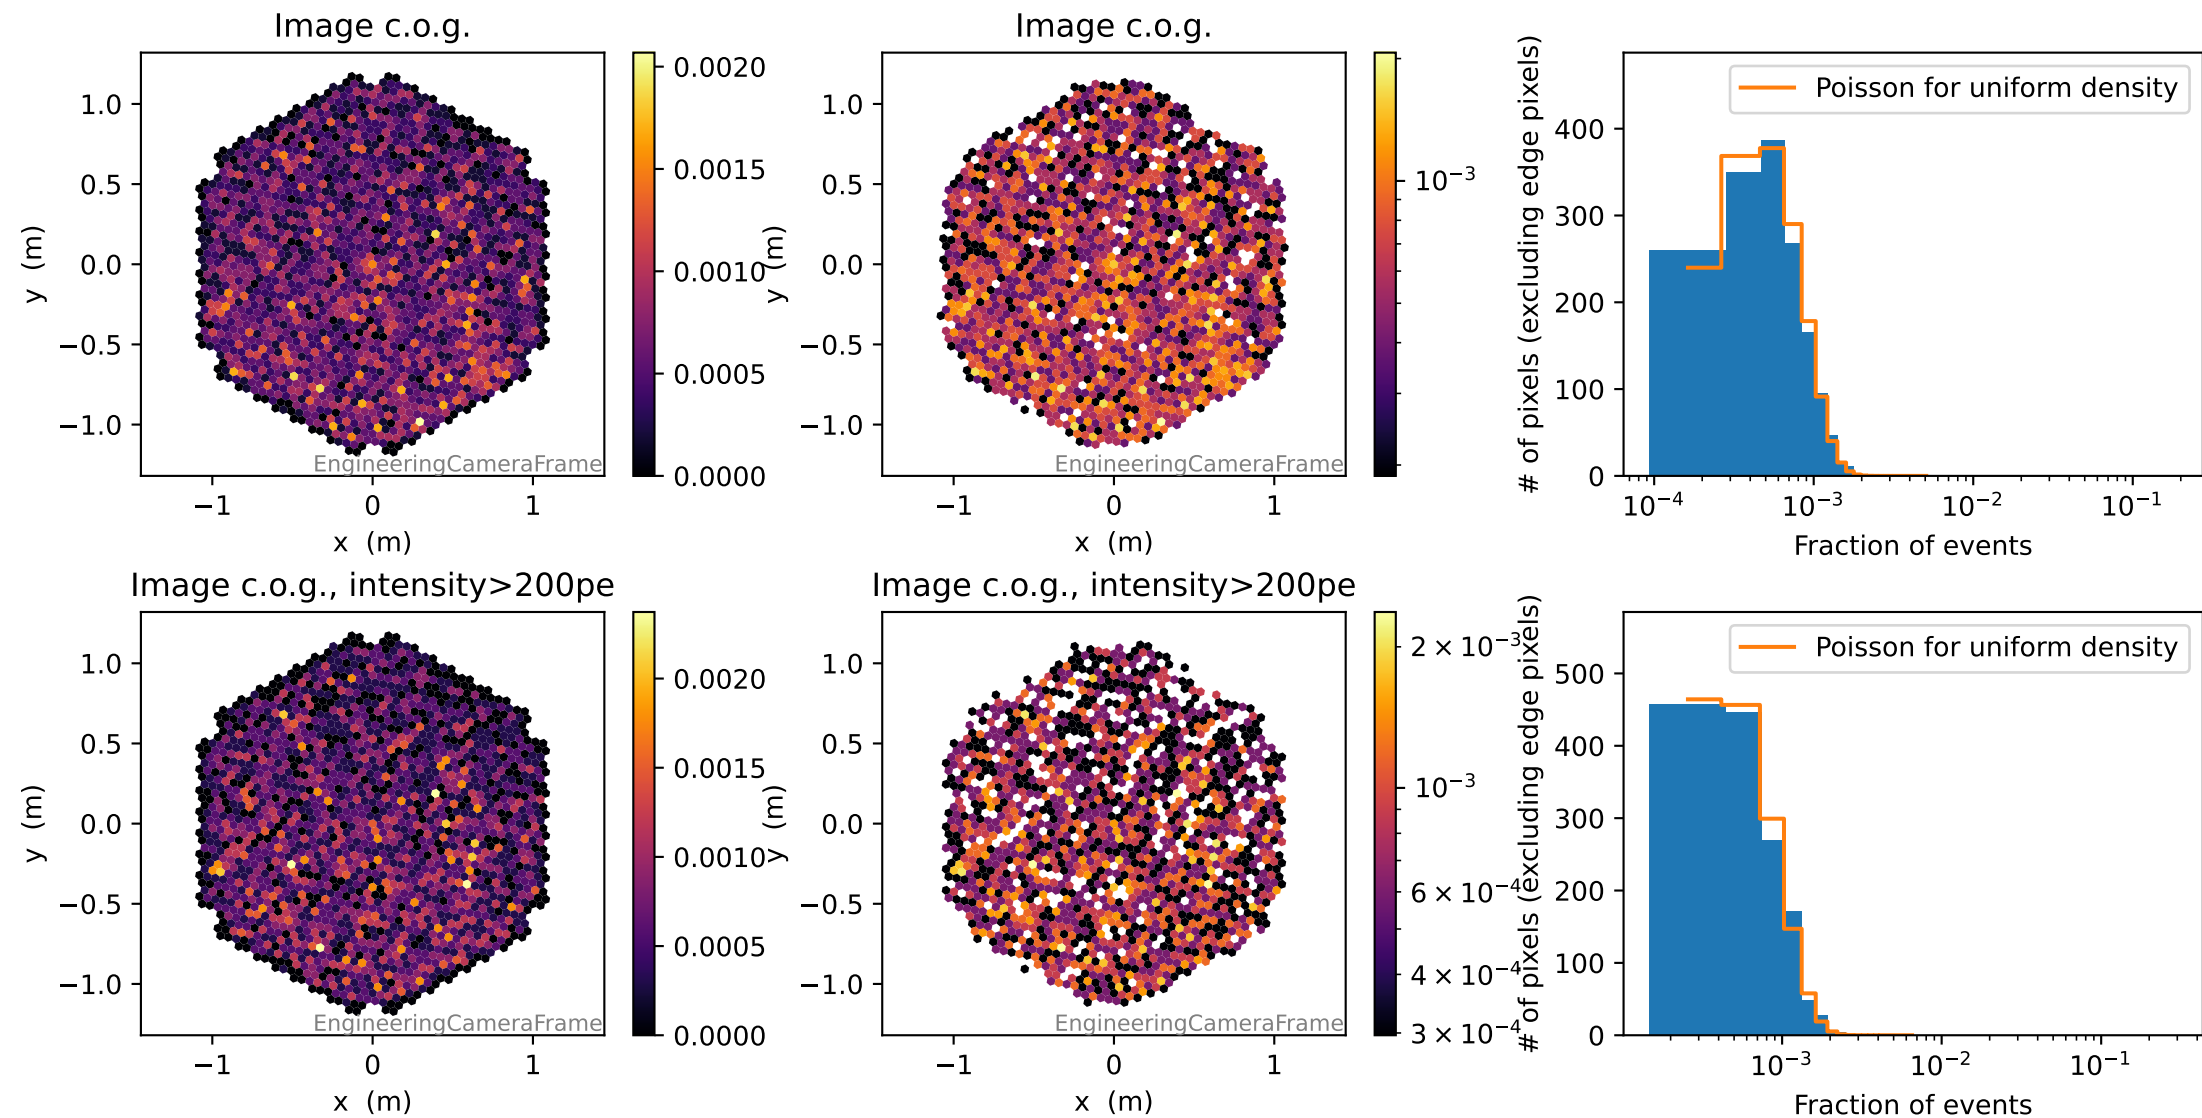 Image c.o.g.
1.0
0.5
0.0
−0.5
−1.0
y (m)
−1 0 1
x (m)
EngineeringCameraFrame
0.0020
0.0015
0.0010
0.0005
0.0000
Image c.o.g.
1.0
0.5
0.0
−0.5
−1.0
y (m)
−1 0 1
x (m)
EngineeringCameraFrame
10⁻³
Poisson for uniform density
400
300
200
100
0
# of pixels (excluding edge pixels)
10⁻⁴ 10⁻³ 10⁻² 10⁻¹
Fraction of events
Image c.o.g., intensity>200pe
1.0
0.5
0.0
−0.5
−1.0
y (m)
−1 0 1
x (m)
EngineeringCameraFrame
0.0020
0.0015
0.0010
0.0005
0.0000
Image c.o.g., intensity>200pe
1.0
0.5
0.0
−0.5
−1.0
y (m)
−1 0 1
x (m)
EngineeringCameraFrame
2 × 10⁻³
10⁻³
6 × 10⁻⁴
4 × 10⁻⁴
3 × 10⁻⁴
Poisson for uniform density
500
400
300
200
100
0
# of pixels (excluding edge pixels)
10⁻³ 10⁻² 10⁻¹
Fraction of events